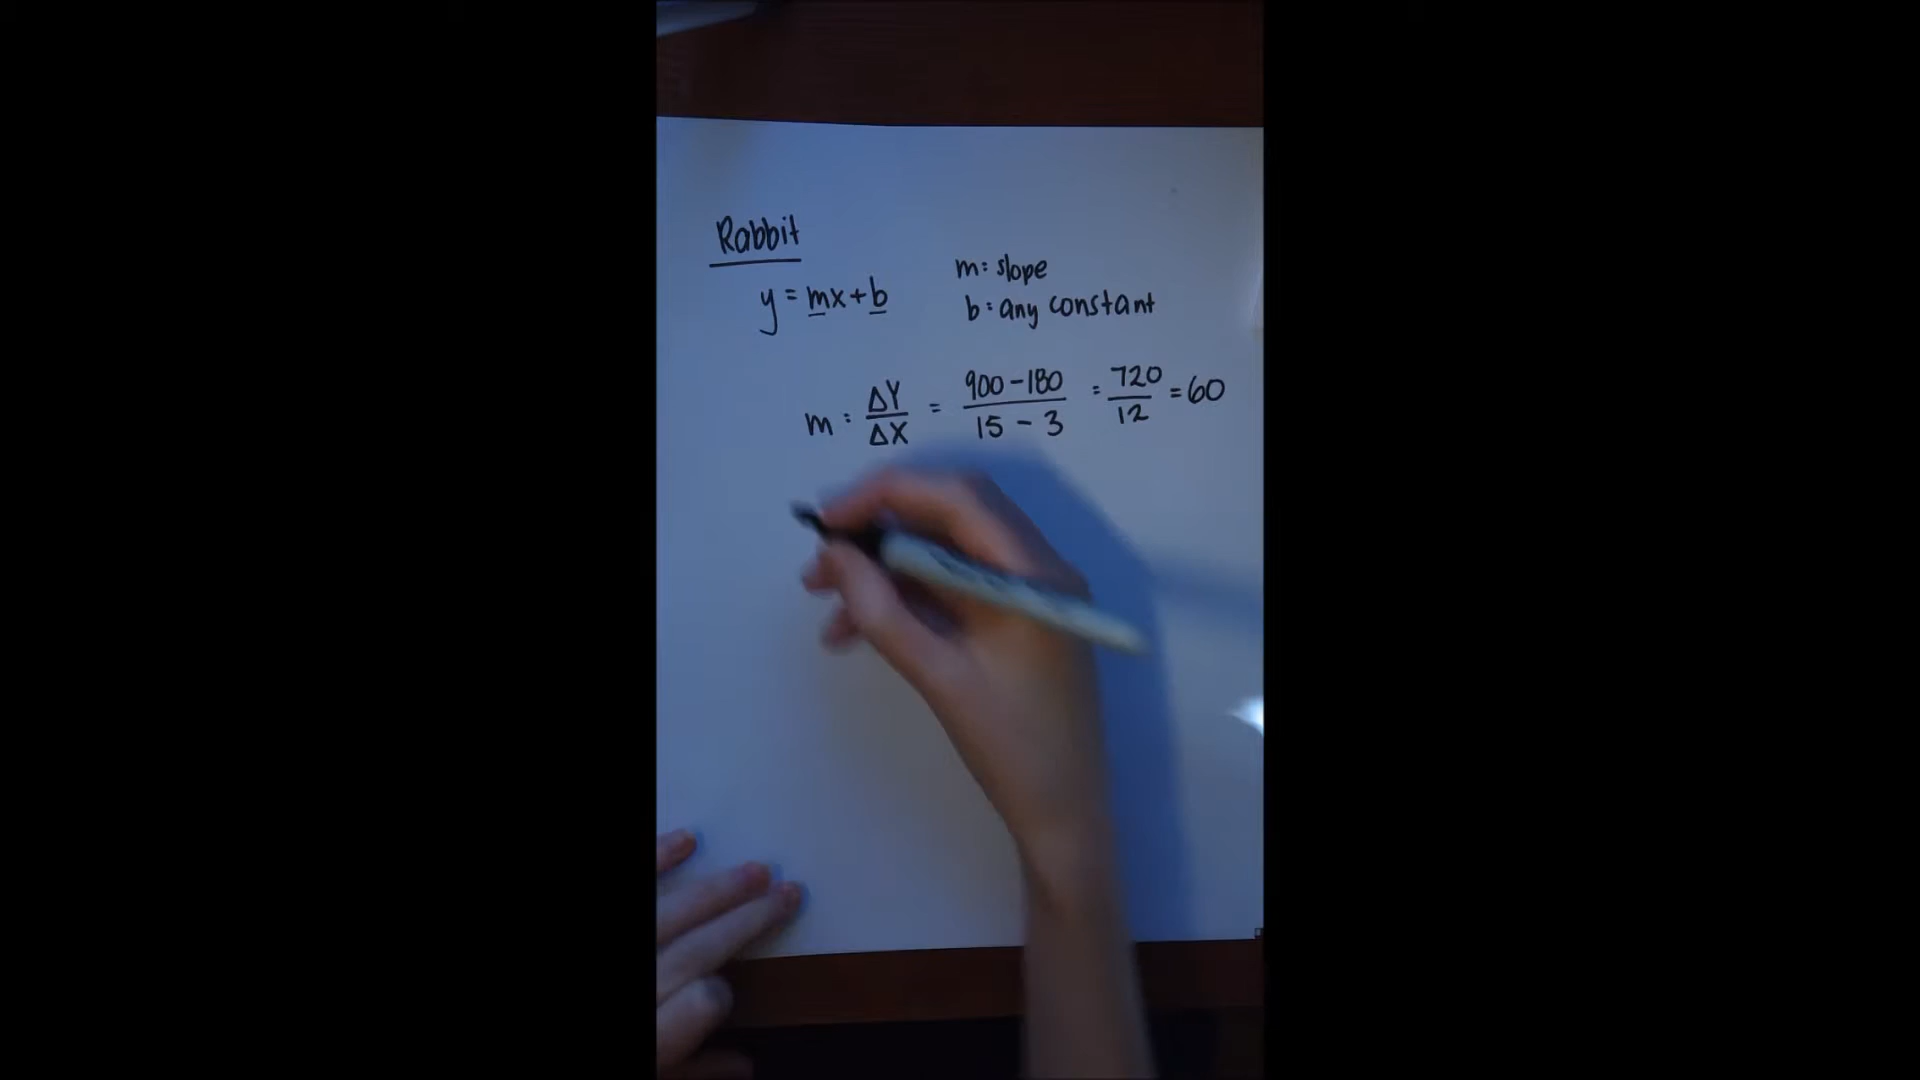 Rabbit
y = mx + b
m: slope
b: any constant
m = ΔY/ΔX = (900 - 180)/(15 - 3) = 720/12 = 60